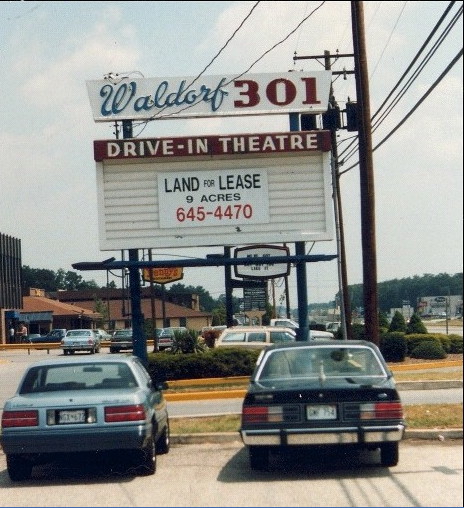 Waldorf 301
DRIVE-IN THEATRE
LAND FOR LEASE
9 ACRES
645-4470